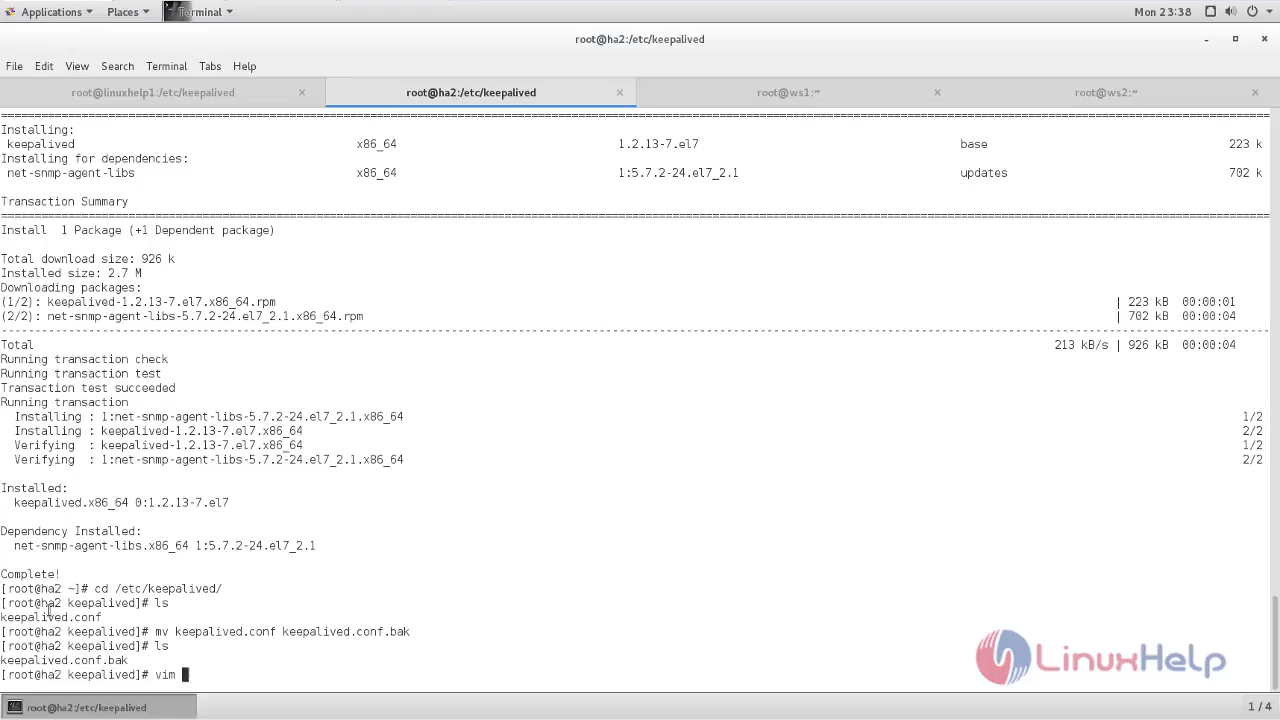 Applications Places Terminal Mon 23:38
root@ha2:/etc/keepalived
File Edit View Search Terminal Tabs Help
root@linuxhelp1:/etc/keepalived × root@ha2:/etc/keepalived × root@ws1:~ × root@ws2:~ ×
================================================================================
Installing:
keepalived x86_64 1.2.13-7.el7 base 223 k
Installing for dependencies:
net-snmp-agent-libs x86_64 1:5.7.2-24.el7_2.1 updates 702 k
Transaction Summary
================================================================================
Install 1 Package (+1 Dependent package)
Total download size: 926 k
Installed size: 2.7 M
Downloading packages:
(1/2): keepalived-1.2.13-7.el7.x86_64.rpm | 223 kB 00:00:01
(2/2): net-snmp-agent-libs-5.7.2-24.el7_2.1.x86_64.rpm | 702 kB 00:00:04
--------------------------------------------------------------------------------
Total 213 kB/s | 926 kB 00:00:04
Running transaction check
Running transaction test
Transaction test succeeded
Running transaction
Installing : 1:net-snmp-agent-libs-5.7.2-24.el7_2.1.x86_64 1/2
Installing : keepalived-1.2.13-7.el7.x86_64 2/2
Verifying : keepalived-1.2.13-7.el7.x86_64 1/2
Verifying : 1:net-snmp-agent-libs-5.7.2-24.el7_2.1.x86_64 2/2
Installed:
keepalived.x86_64 0:1.2.13-7.el7
Dependency Installed:
net-snmp-agent-libs.x86_64 1:5.7.2-24.el7_2.1
Complete!
[root@ha2 ~]# cd /etc/keepalived/
[root@ha2 keepalived]# ls
keepalived.conf
[root@ha2 keepalived]# mv keepalived.conf keepalived.conf.bak
[root@ha2 keepalived]# ls
keepalived.conf.bak
[root@ha2 keepalived]# vim
LinuxHelp
root@ha2:/etc/keepalived 1 / 4